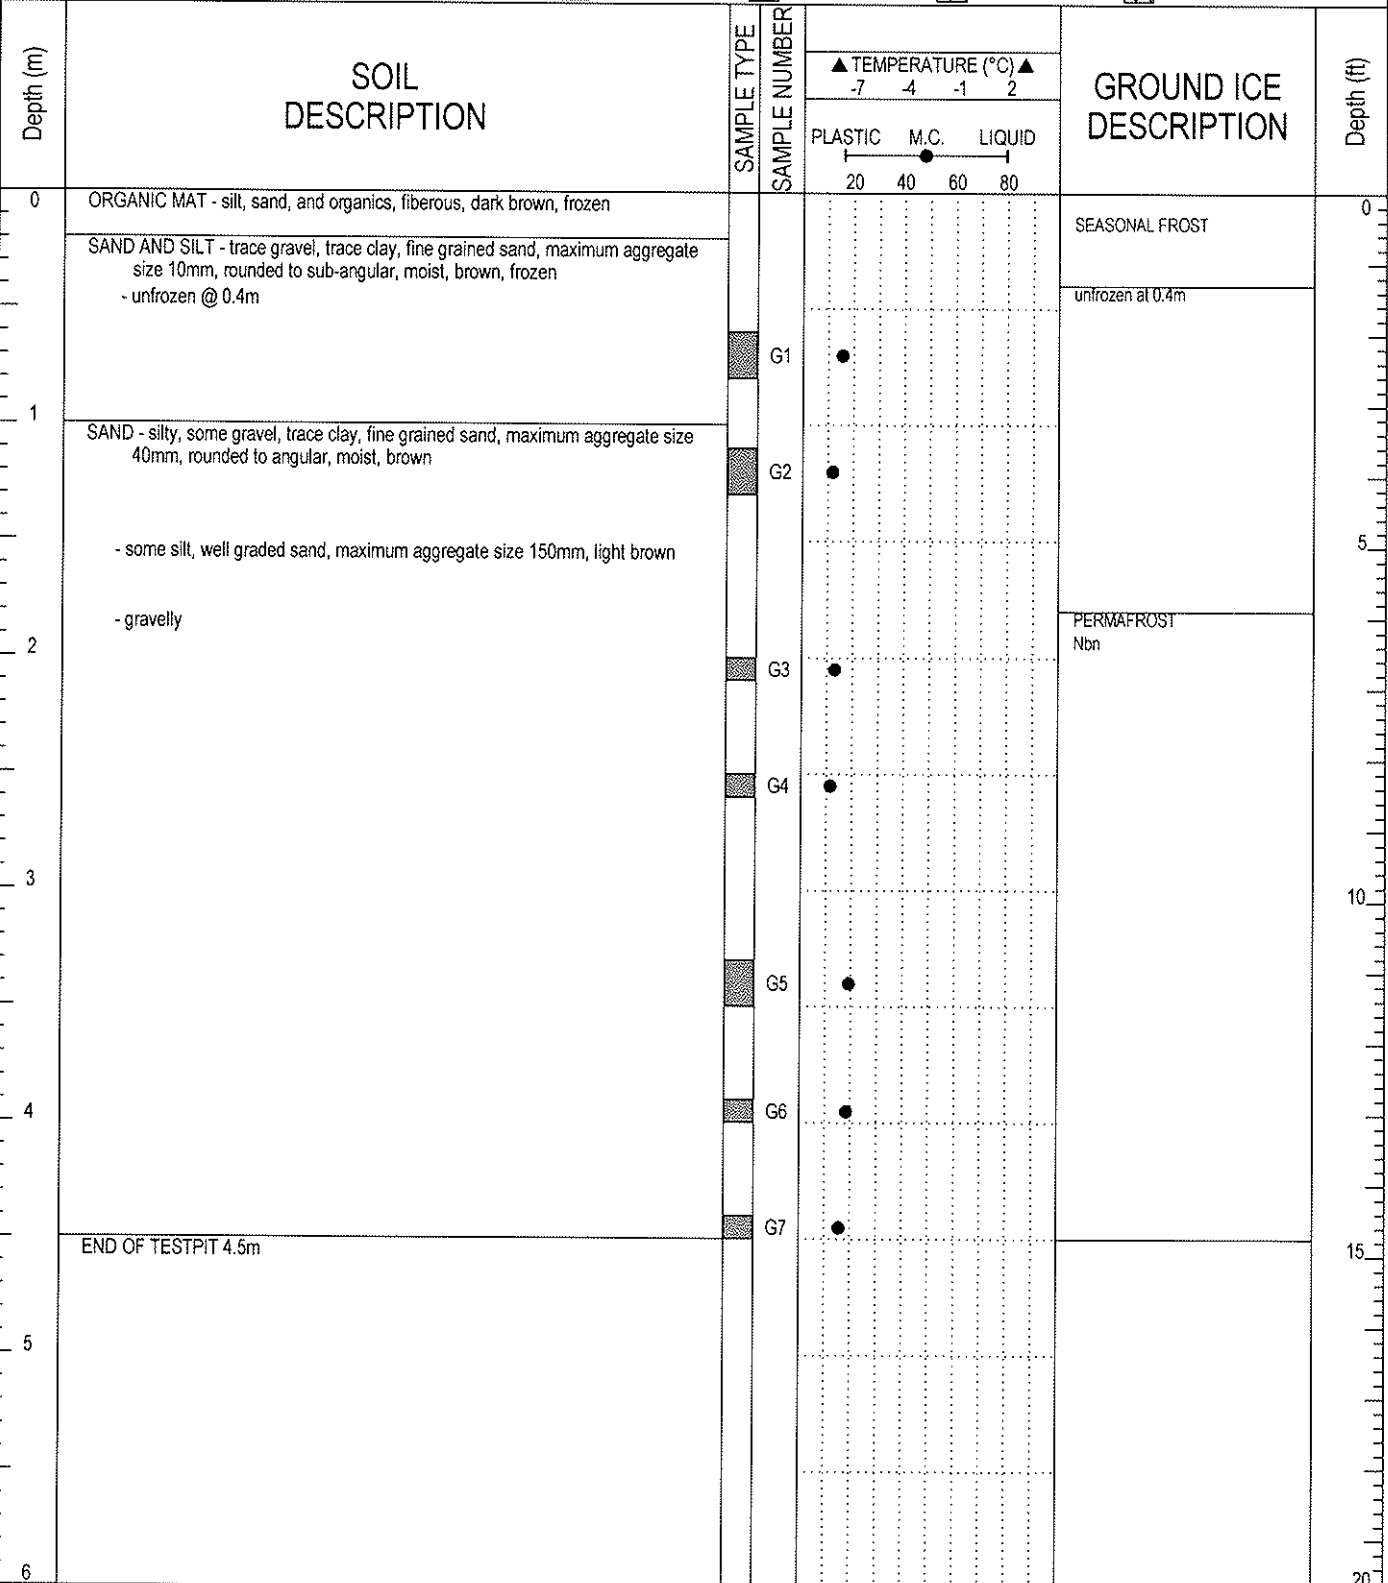 Depth (m)
SOIL
DESCRIPTION
SAMPLE TYPE
SAMPLE NUMBER
▲ TEMPERATURE (°C) ▲
-7 -4 -1 2
PLASTIC M.C. LIQUID
20 40 60 80
GROUND ICE
DESCRIPTION
Depth (ft)
0
ORGANIC MAT - silt, sand, and organics, fiberous, dark brown, frozen
0
SEASONAL FROST
SAND AND SILT - trace gravel, trace clay, fine grained sand, maximum aggregate
size 10mm, rounded to sub-angular, moist, brown, frozen
- unfrozen @ 0.4m
unfrozen at 0.4m
G1
1
SAND - silty, some gravel, trace clay, fine grained sand, maximum aggregate size
40mm, rounded to angular, moist, brown
G2
- some silt, well graded sand, maximum aggregate size 150mm, light brown
5
- gravelly
PERMAFROST
Nbn
2
G3
G4
3
10
G5
4
G6
G7
END OF TESTPIT 4.5m
15
5
6
20